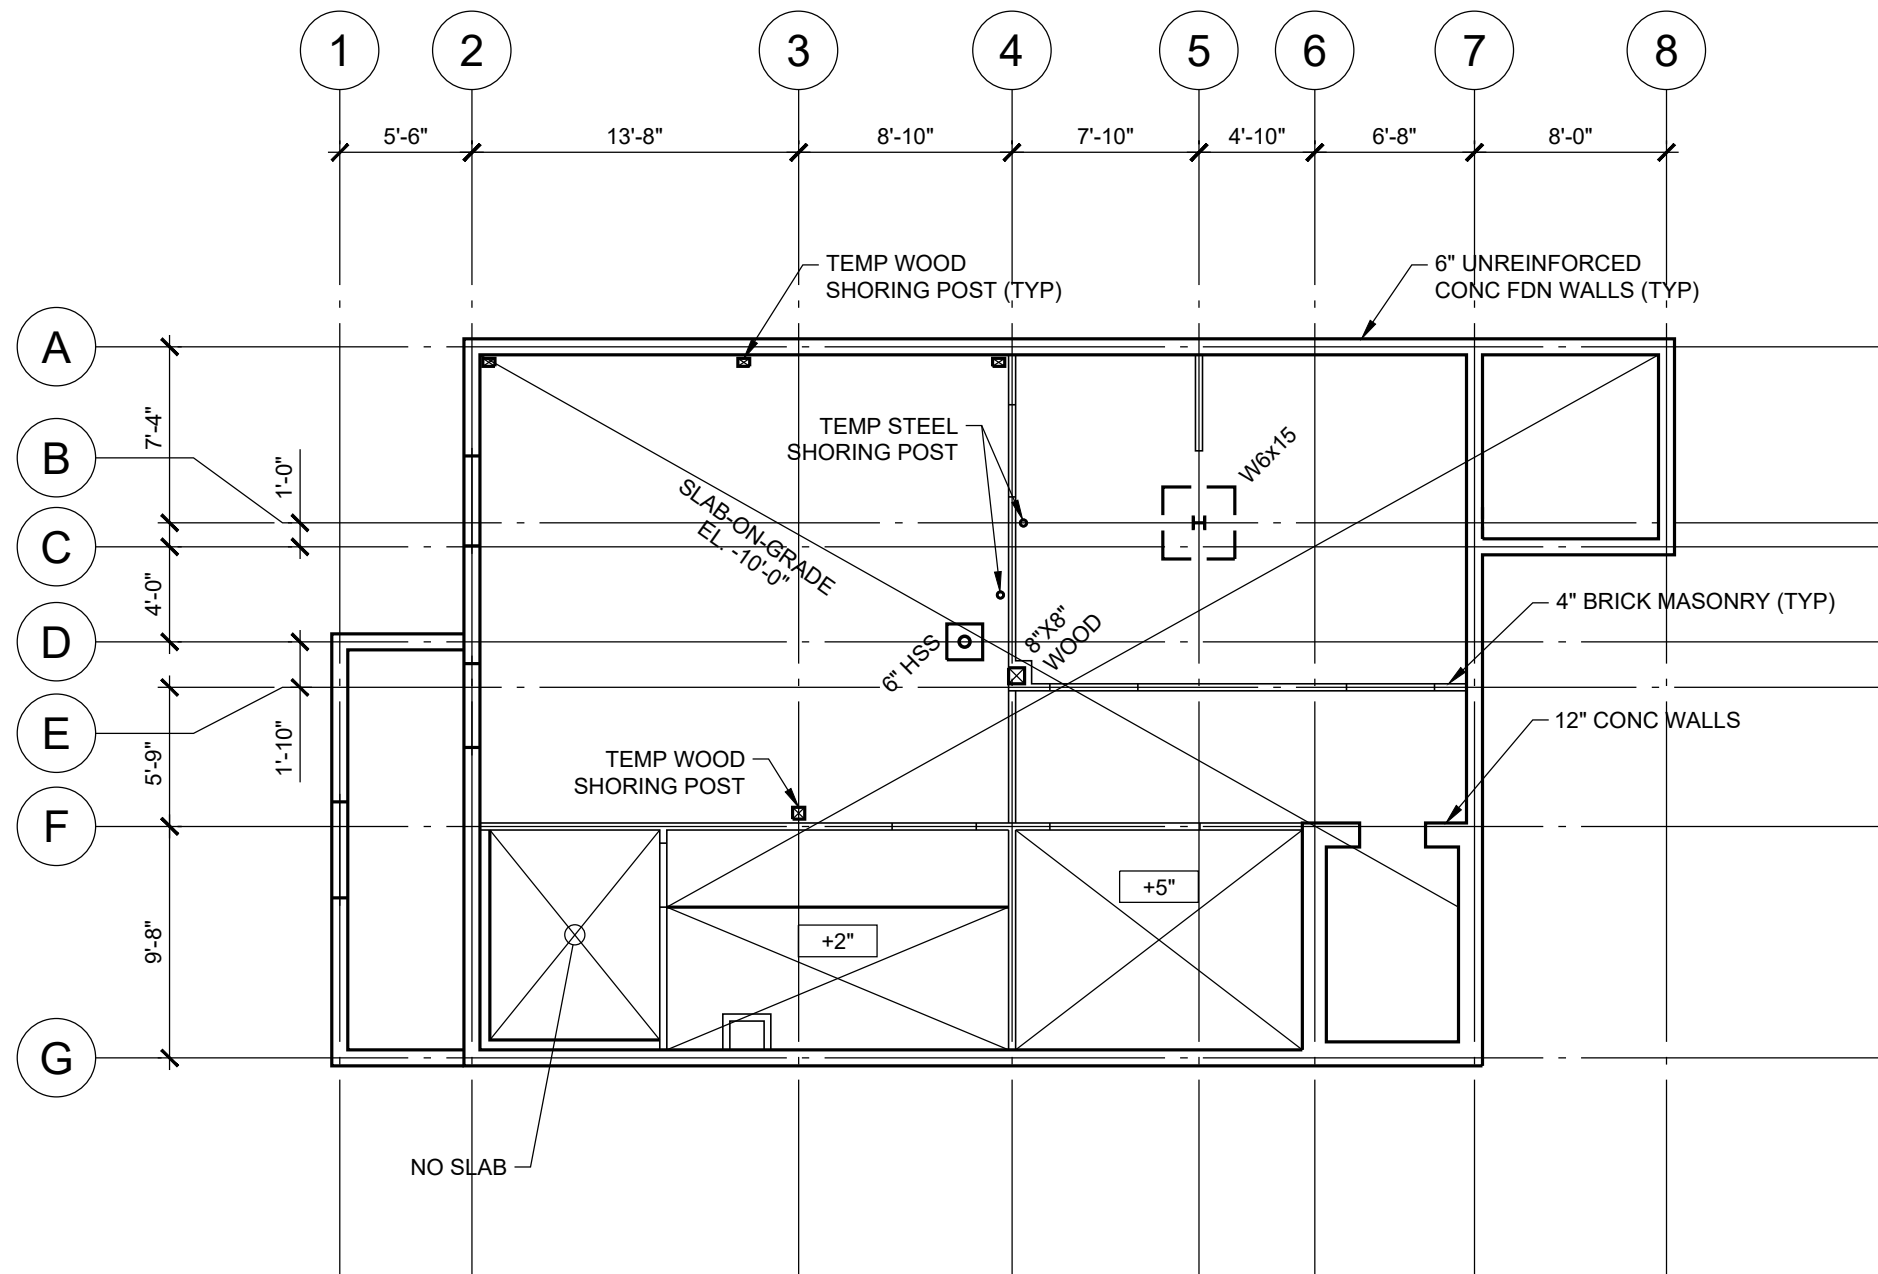 1 2 3 4 5 6 7 8
5'-6" 13'-8" 8'-10" 7'-10" 4'-10" 6'-8" 8'-0"
TEMP WOOD
SHORING POST (TYP)
6" UNREINFORCED
CONC FDN WALLS (TYP)
A
7'-4"
B
1'-0"
TEMP STEEL
SHORING POST
W6x15
SLAB-ON-GRADE
EL. -10'-0"
C
4'-0"
4" BRICK MASONRY (TYP)
D
6" HSS
8"X8"
WOOD
E
1'-10"
5'-9"
12" CONC WALLS
TEMP WOOD
SHORING POST
F
+5"
+2"
9'-8"
G
NO SLAB